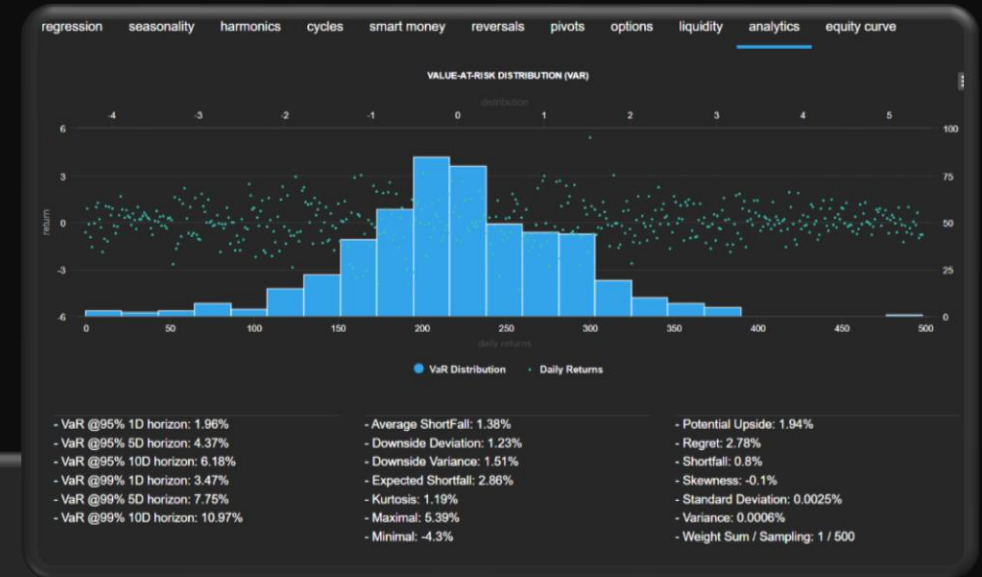 regression seasonality harmonics cycles smart money reversals pivots options liquidity analytics equity curve
VALUE-AT-RISK DISTRIBUTION (VAR)
distribution
-4 -3 -2 -1 0 1 2 3 4 5
6 100
3 75
return
0 50
-3 25
-6 0
0 50 100 150 200 250 300 350 400 450 500
daily returns
VaR Distribution Daily Returns
- VaR @95% 1D horizon: 1.96%
- VaR @95% 5D horizon: 4.37%
- VaR @95% 10D horizon: 6.18%
- VaR @99% 1D horizon: 3.47%
- VaR @99% 5D horizon: 7.75%
- VaR @99% 10D horizon: 10.97%
- Average ShortFall: 1.38%
- Downside Deviation: 1.23%
- Downside Variance: 1.51%
- Expected Shortfall: 2.86%
- Kurtosis: 1.19%
- Maximal: 5.39%
- Minimal: -4.3%
- Potential Upside: 1.94%
- Regret: 2.78%
- Shortfall: 0.8%
- Skewness: -0.1%
- Standard Deviation: 0.0025%
- Variance: 0.0006%
- Weight Sum / Sampling: 1 / 500